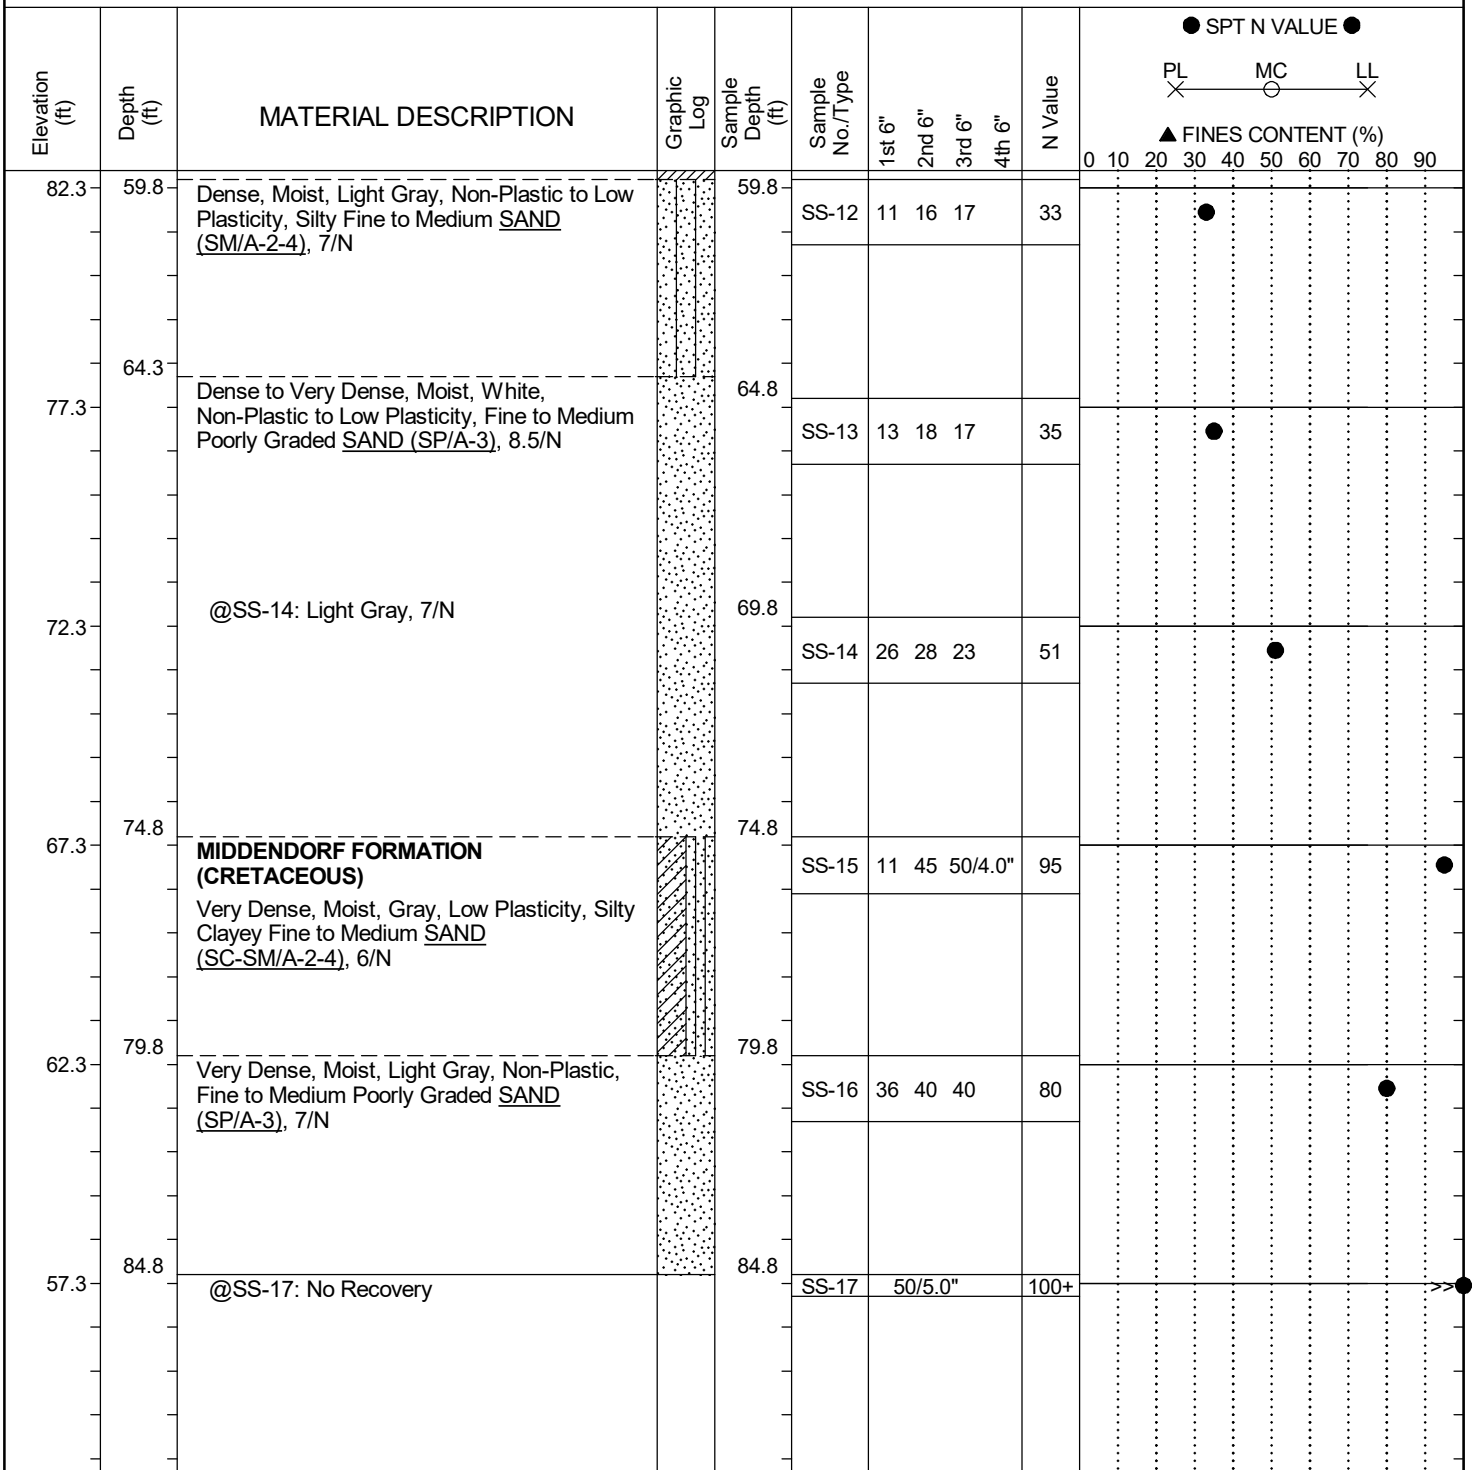 ● SPT N VALUE ●
PL MC LL
▲ FINES CONTENT (%)
0 10 20 30 40 50 60 70 80 90
Elevation
(ft)
Depth
(ft)
MATERIAL DESCRIPTION
Graphic
Log
Sample
Depth
(ft)
Sample
No./Type
1st 6"
2nd 6"
3rd 6"
4th 6"
N Value
82.3
59.8
Dense, Moist, Light Gray, Non-Plastic to Low
Plasticity, Silty Fine to Medium SAND
(SM/A-2-4), 7/N
59.8
SS-12 11 16 17 33
64.3
Dense to Very Dense, Moist, White,
Non-Plastic to Low Plasticity, Fine to Medium
Poorly Graded SAND (SP/A-3), 8.5/N
64.8
77.3
SS-13 13 18 17 35
@SS-14: Light Gray, 7/N
69.8
72.3
SS-14 26 28 23 51
74.8
74.8
67.3
MIDDENDORF FORMATION
(CRETACEOUS)
Very Dense, Moist, Gray, Low Plasticity, Silty
Clayey Fine to Medium SAND
(SC-SM/A-2-4), 6/N
SS-15 11 45 50/4.0" 95
79.8
79.8
62.3
Very Dense, Moist, Light Gray, Non-Plastic,
Fine to Medium Poorly Graded SAND
(SP/A-3), 7/N
SS-16 36 40 40 80
84.8
84.8
57.3
@SS-17: No Recovery
SS-17 50/5.0" 100+
>>